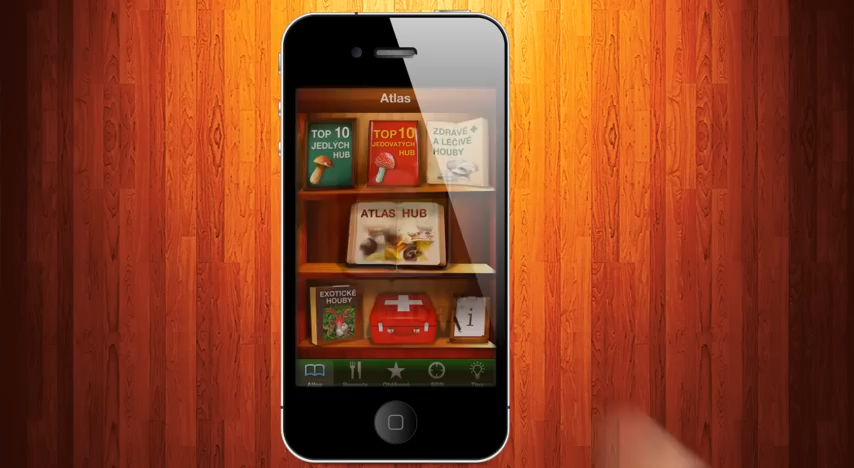 Atlas
TOP 10
JEDLÝCH
HUB
TOP 10
JEDOVATÝCH
HUB
ZDRAVÉ
A LÉČIVÉ
HOUBY
ATLAS HUB
EXOTICKÉ
HOUBY
i
Atlas